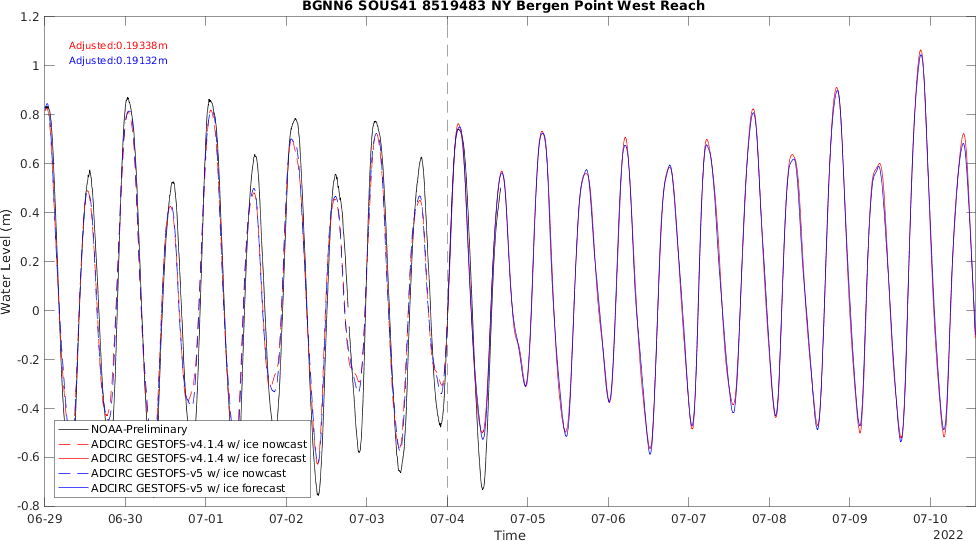 BGNN6 SOUS41 8519483 NY Bergen Point West Reach
1.2
1
0.8
0.6
0.4
0.2
0
-0.2
-0.4
-0.6
-0.8
Water Level (m)
Adjusted:0.19338m
Adjusted:0.19132m
NOAA-Preliminary
ADCIRC GESTOFS-v4.1.4 w/ ice nowcast
ADCIRC GESTOFS-v4.1.4 w/ ice forecast
ADCIRC GESTOFS-v5 w/ ice nowcast
ADCIRC GESTOFS-v5 w/ ice forecast
06-29 06-30 07-01 07-02 07-03 07-04 07-05 07-06 07-07 07-08 07-09 07-10
Time
2022